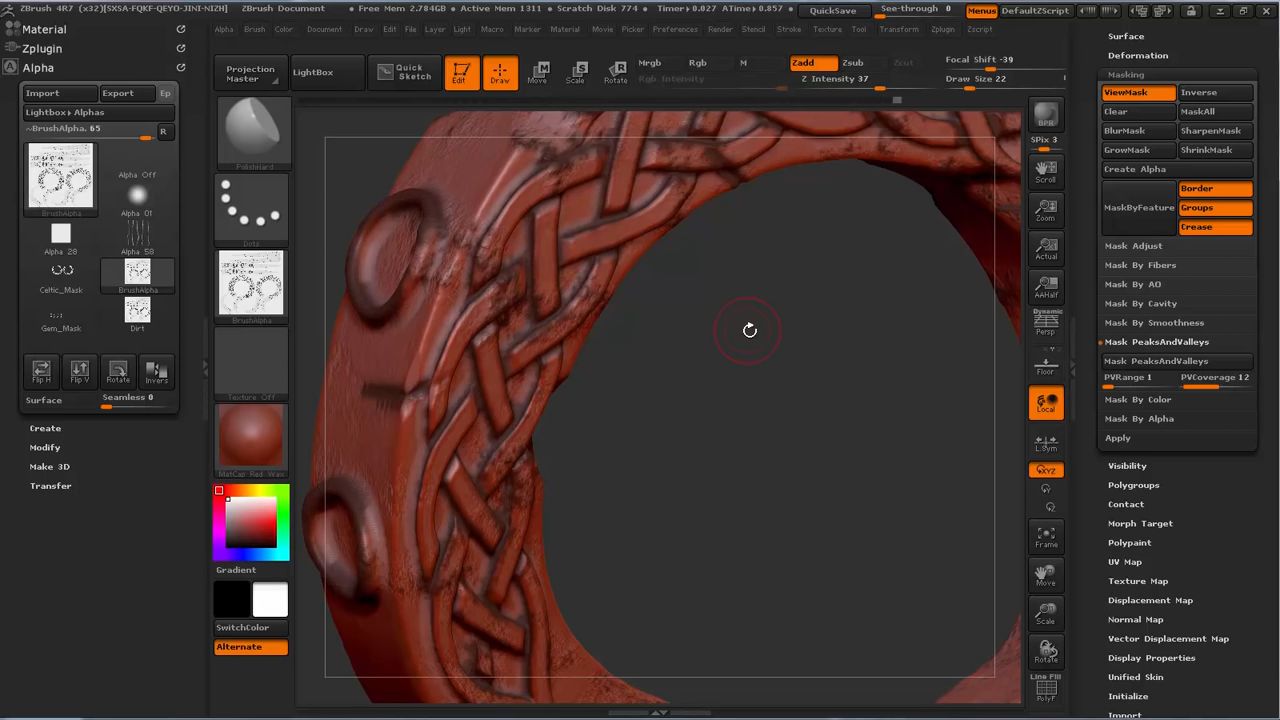 ZBrush 4R7 (x32)[SXSA-FQKF-QEYO-JINI-NIZH] ZBrush Document • Free Mem 2.784GB • Active Mem 1311 • Scratch Disk 774 • Timer▶0.027 ATime▶0.857 QuickSave See-through 0 Menus DefaultZScript
Alpha Brush Color Document Draw Edit File Layer Light Macro Marker Material Movie Picker Preferences Render Stencil Stroke Texture Tool Transform Zplugin Zscript
Material
Zplugin
Alpha
Import Export Ep
Lightbox▸Alphas
~BrushAlpha. 65 R
BrushAlpha
Alpha Off
Alpha 01
Alpha 28 Alpha 58
Celtic_Mask BrushAlpha
Gem_Mask Dirt
Flip H Flip V Rotate Invers
Surface Seamless 0
Create
Modify
Make 3D
Transfer
Projection Master
LightBox
Quick Sketch
Edit Draw Move Scale Rotate
Mrgb Rgb M
Rgb Intensity
Zadd Zsub Zcut
Z Intensity 37
Focal Shift -39
Draw Size 22
PolishHard
Dots
BrushAlpha
Texture Off
MatCap Red Wax
Gradient
SwitchColor
Alternate
BPR
SPix 3
Scroll
Zoom
Actual
AAHalf
Dynamic
Persp
Floor
Local
L.Sym
XYZ
Y
Z
Frame
Move
Scale
Rotate
Line Fill
PolyF
Surface
Deformation
Masking
ViewMask Inverse
Clear MaskAll
BlurMask SharpenMask
GrowMask ShrinkMask
Create Alpha
MaskByFeature
Border
Groups
Crease
Mask Adjust
Mask By Fibers
Mask By AO
Mask By Cavity
Mask By Smoothness
Mask PeaksAndValleys
Mask PeaksAndValleys
PVRange 1 PVCoverage 12
Mask By Color
Mask By Alpha
Apply
Visibility
Polygroups
Contact
Morph Target
Polypaint
UV Map
Texture Map
Displacement Map
Normal Map
Vector Displacement Map
Display Properties
Unified Skin
Initialize
Import